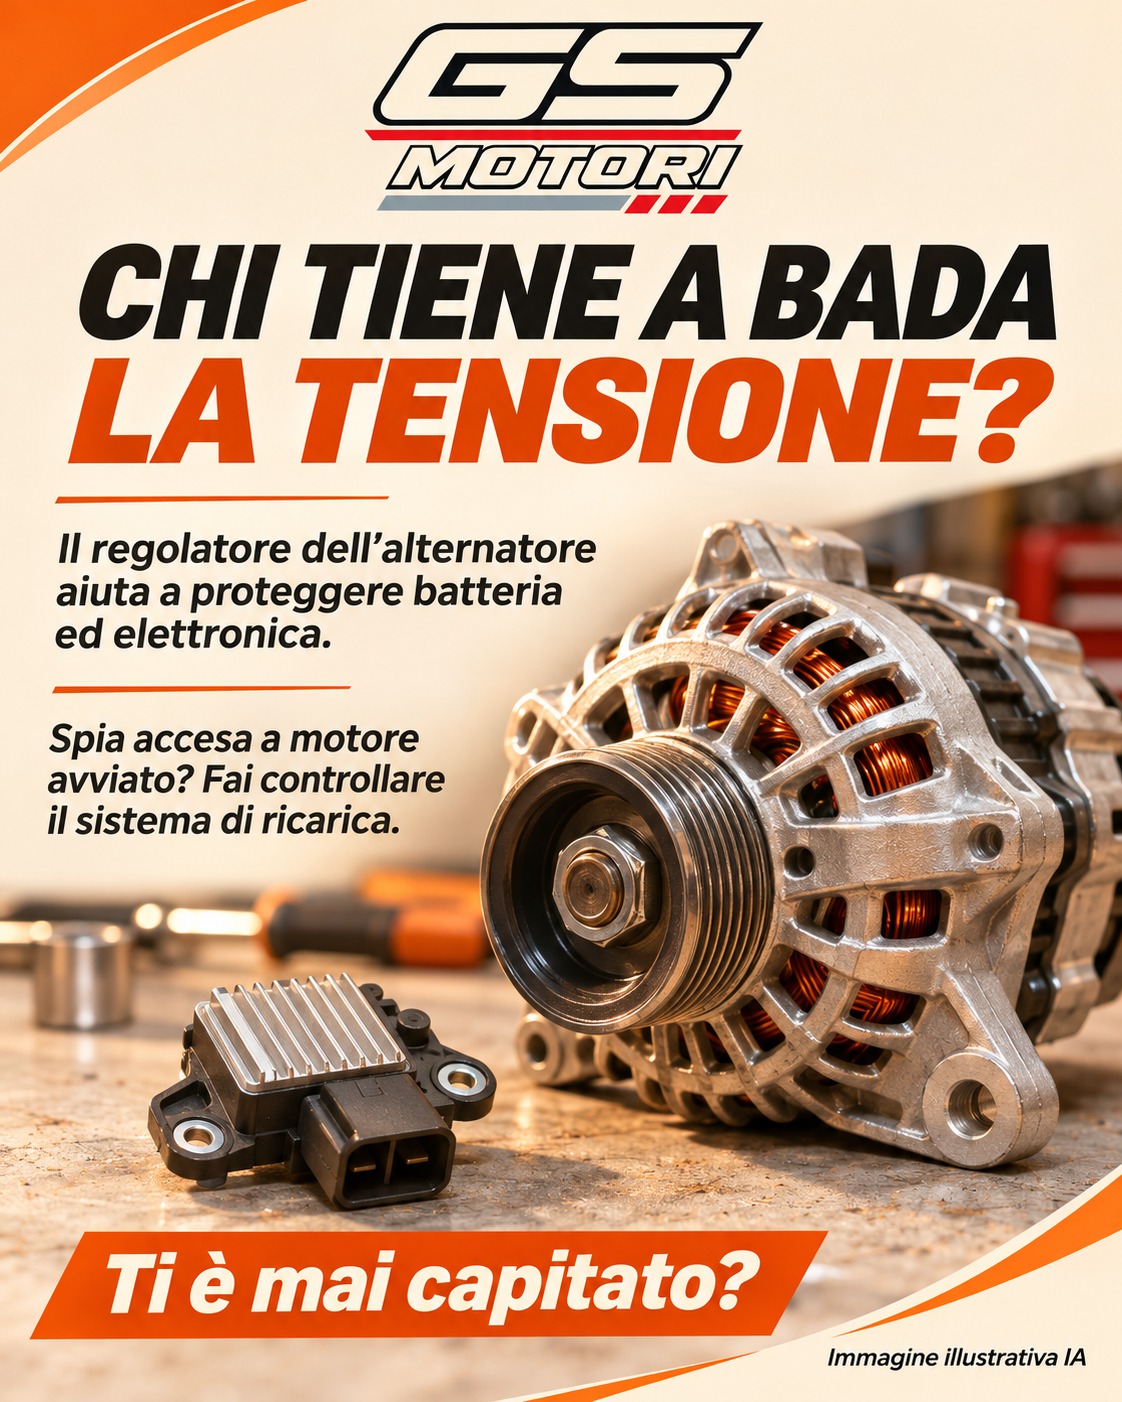 GS
MOTORI
CHI TIENE A BADA
LA TENSIONE?
Il regolatore dell'alternatore
aiuta a proteggere batteria
ed elettronica.
Spia accesa a motore
avviato? Fai controllare
il sistema di ricarica.
Ti è mai capitato?
Immagine illustrativa IA